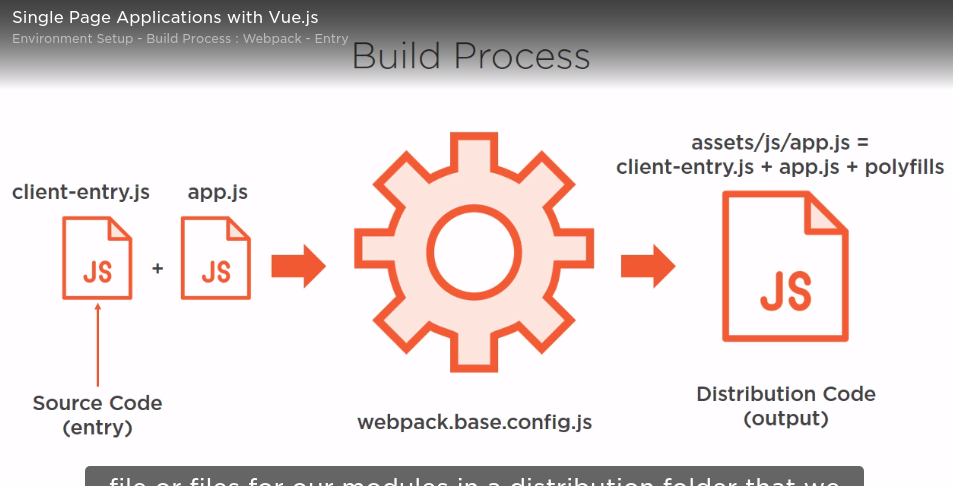 Single Page Applications with Vue.js
Environment Setup - Build Process : Webpack - Entry
Build Process
assets/js/app.js =
client-entry.js + app.js + polyfills
client-entry.js
app.js
JS
+
JS
JS
Source Code
(entry)
webpack.base.config.js
Distribution Code
(output)
file or files for our modules in a distribution folder that we